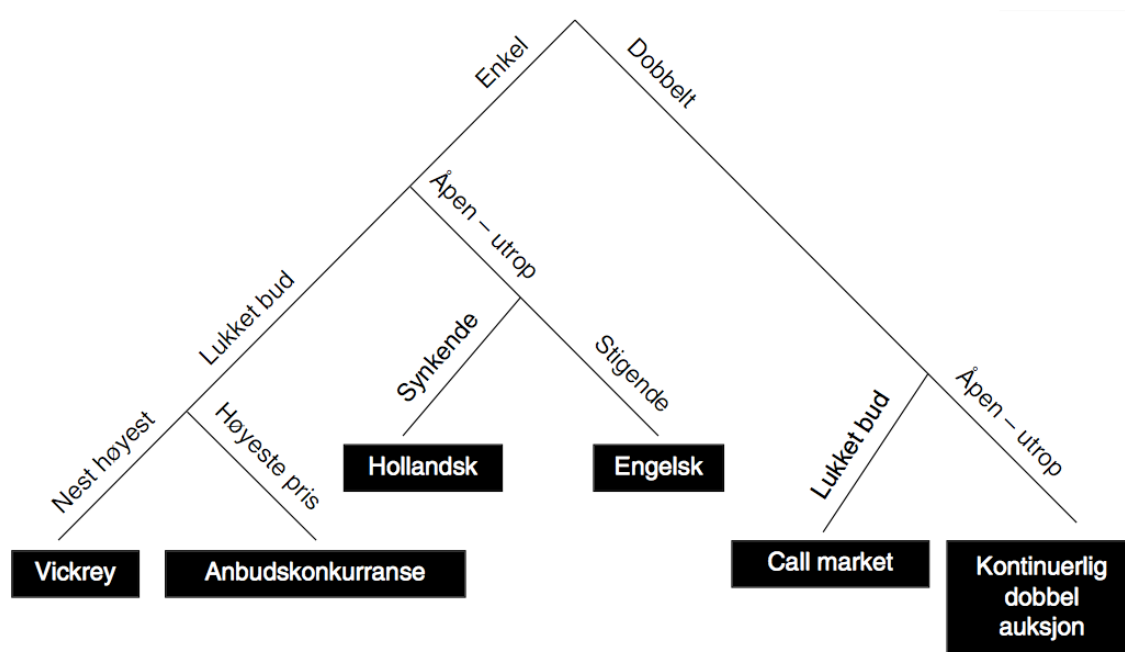 Enkel
Dobbelt
Åpen – utrop
Lukket bud
Synkende
Stigende
Åpen – utrop
Lukket bud
Nest høyest
Høyeste pris
Hollandsk
Engelsk
Vickrey
Anbudskonkurranse
Call market
Kontinuerlig
dobbel
auksjon